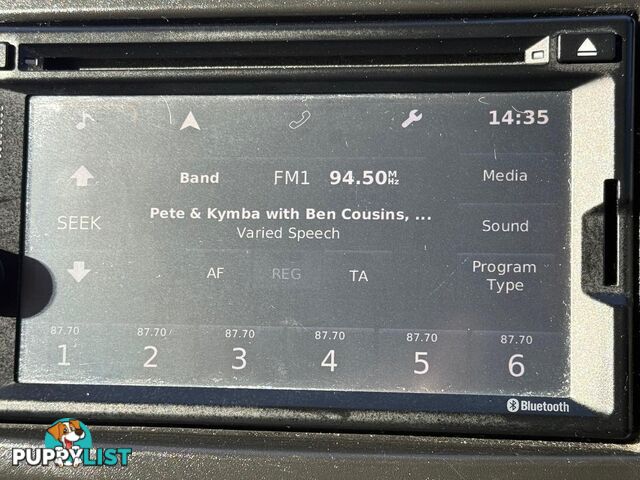 14:35
Band FM1 94.50 MHz Media
SEEK
Pete & Kymba with Ben Cousins, ...
Varied Speech
Sound
AF REG TA
Program
Type
87.70 87.70 87.70 87.70 87.70 87.70
1 2 3 4 5 6
Bluetooth
PUPPYLIST